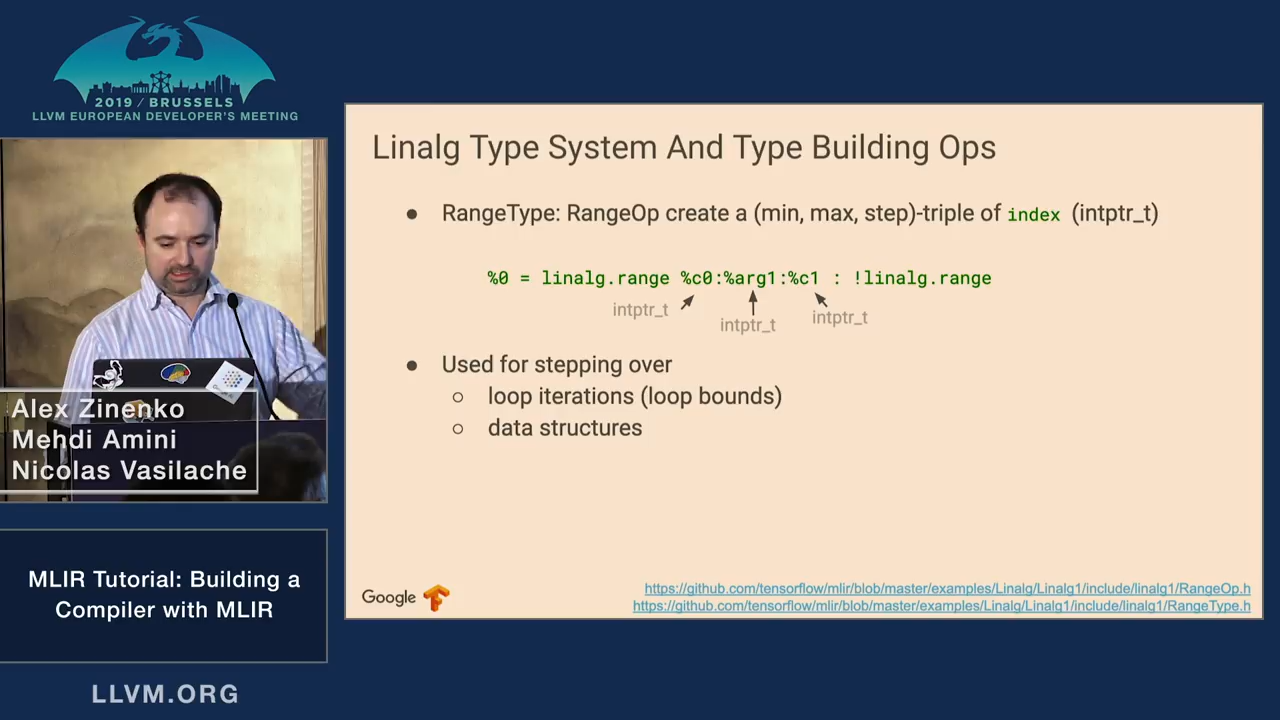 2019 / BRUSSELS
LLVM EUROPEAN DEVELOPER'S MEETING
Alex Zinenko
Mehdi Amini
Nicolas Vasilache
MLIR Tutorial: Building a
Compiler with MLIR
LLVM.ORG
Linalg Type System And Type Building Ops
● RangeType: RangeOp create a (min, max, step)-triple of index (intptr_t)
%0 = linalg.range %c0:%arg1:%c1 : !linalg.range
intptr_t
intptr_t
intptr_t
● Used for stepping over
○ loop iterations (loop bounds)
○ data structures
Google
https://github.com/tensorflow/mlir/blob/master/examples/Linalg/Linalg1/include/linalg1/RangeOp.h
https://github.com/tensorflow/mlir/blob/master/examples/Linalg/Linalg1/include/linalg1/RangeType.h